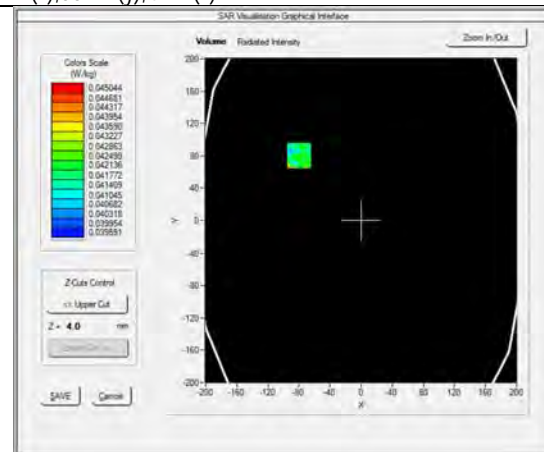 SAR Visualisation Graphical Interface
Volume Radiated Intensity
Zoom In/Out
Colors Scale
(W/kg)
0.045044
0.044681
0.044317
0.043954
0.043590
0.043227
0.042863
0.042499
0.042136
0.041772
0.041409
0.041045
0.040682
0.040318
0.039954
0.039591
200
160
120
80
40
0
-40
-80
-120
-160
-200
Y
-200 -160 -120 -80 -40 0 40 80 120 160 200
X
Z-Cuts Control
<< Upper Cut
Z = 4.0 mm
SAVE
Cancel